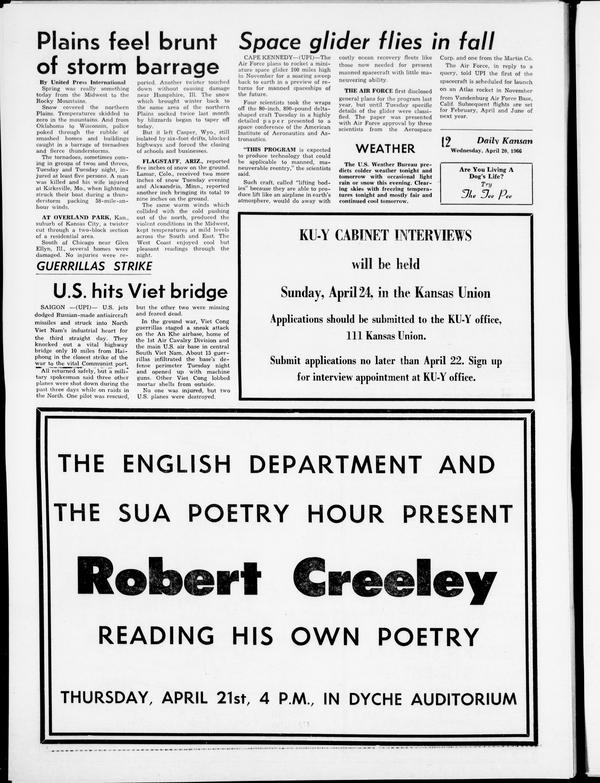 Plains feel brunt
of storm barrage
By United Press International
Spring was really something
today from the Midwest to the
Rocky Mountains.
Snow covered the northern
Plains. Temperatures skidded to
zero in the mountains. And from
Oklahoma to Wisconsin, police
poked through the rubble of
smashed homes and buildings
caught in a barrage of tornadoes
and fierce thunderstorms.
The tornadoes, sometimes com-
ing in groups of twos and threes,
Tuesday and Tuesday night, in-
jured at least five persons. A man
was killed and his wife injured
at Kirksville, Mo., when lightning
struck their boat during a thun-
derstorm packing 58-mile-an-
hour winds.
AT OVERLAND PARK, Kan.,
suburb of Kansas City, a twister
cut through a two-block section
of a residential area.
South of Chicago near Glen
Ellyn, Ill., several homes were
damaged. No injuries were re-
ported. Another twister touched
down without causing damage
near Hampshire, Ill. The snow
which brought winter back to
the same area of the northern
Plains socked twice last month
by blizzards began to taper off
today.
But it left Casper, Wyo., still
isolated by six-foot drifts, blocked
highways and forced the closing
of schools and businesses.
FLAGSTAFF, ARIZ., reported
five inches of snow on the ground.
Lamar, Colo., received two more
inches of snow Tuesday evening
and Alexandria, Minn., reported
another inch bringing its total to
nine inches on the ground.
The same warm winds which
collided with the cold pushing
out of the north, produced the
violent conditions in the Midwest,
kept temperatures at mild levels
across the South and East. The
West Coast enjoyed cool but
pleasant readings through the
night.
GUERRILLAS STRIKE
U.S. hits Viet bridge
SAIGON —(UPI)— U.S. jets
dodged Russian-made antiaircraft
missiles and struck into North
Viet Nam's industrial heart for
the third straight day. They
knocked out a vital highway
bridge only 10 miles from Hai-
phong in the closest strike of the
war to the vital Communist port.
All returned safely, but a mili-
tary spokesman said three other
planes were shot down during the
past three days while on raids in
the North. One pilot was rescued,
but the other two were missing
and feared dead.
In the ground war, Viet Cong
guerrillas staged a sneak attack
on the An Khe airbase, home of
the 1st Air Cavalry Division and
the main U.S. air base in central
South Viet Nam. About 15 guer-
rillas infiltrated the base's de-
fense perimeter Tuesday night
and opened up with machine
guns. Other Viet Cong lobbed
mortar shells from outside.
No one was injured, but two
U.S. planes were destroyed.
Space glider flies in fall
CAPE KENNEDY—(UPI)—The
Air Force plans to rocket a mini-
ature space glider 100 miles high
in November for a soaring sweep
back to earth in a preview of re-
turns for manned spaceships of
the future.
Four scientists took the wraps
off the 80-inch, 890-pound delta-
shaped craft Tuesday in a highly
detailed paper presented to a
space conference of the American
Institute of Aeronautics and As-
tronautics.
"THIS PROGRAM is expected
to produce technology that could
be applicable to manned, ma-
neuverable reentry," the scientists
said.
Such craft, called "lifting bod-
ies" because they are able to pro-
duce lift like an airplane in earth's
atmosphere, would do away with
costly ocean recovery fleets like
those now needed for present
manned spacecraft with little ma-
neuvering ability.
THE AIR FORCE first disclosed
general plans for the program last
year, but until Tuesday specific
details of the glider were classi-
fied. The paper was presented
with Air Force approval by three
scientists from the Aerospace
Corp. and one from the Martin Co.
The Air Force, in reply to a
query, told UPI the first of the
spacecraft is scheduled for launch
on an Atlas rocket in November
from Vandenburg Air Force Base,
Calif. Subsequent flights are set
for February, April and June of
next year.
WEATHER
The U.S. Weather Bureau pre-
dicts colder weather tonight and
tomorrow with occasional light
rain or snow this evening. Clear-
ing skies with freezing tempera-
tures tonight and mostly fair and
continued cool tomorrow.
12 Daily Kansan
Wednesday, April 20, 1966
Are You Living A
Dog's Life?
Try
The Tee Pee
KU-Y CABINET INTERVIEWS
will be held
Sunday, April 24, in the Kansas Union
Applications should be submitted to the KU-Y office,
111 Kansas Union.
Submit applications no later than April 22. Sign up
for interview appointment at KU-Y office.
THE ENGLISH DEPARTMENT AND
THE SUA POETRY HOUR PRESENT
Robert Creeley
READING HIS OWN POETRY
THURSDAY, APRIL 21st, 4 P.M., IN DYCHE AUDITORIUM